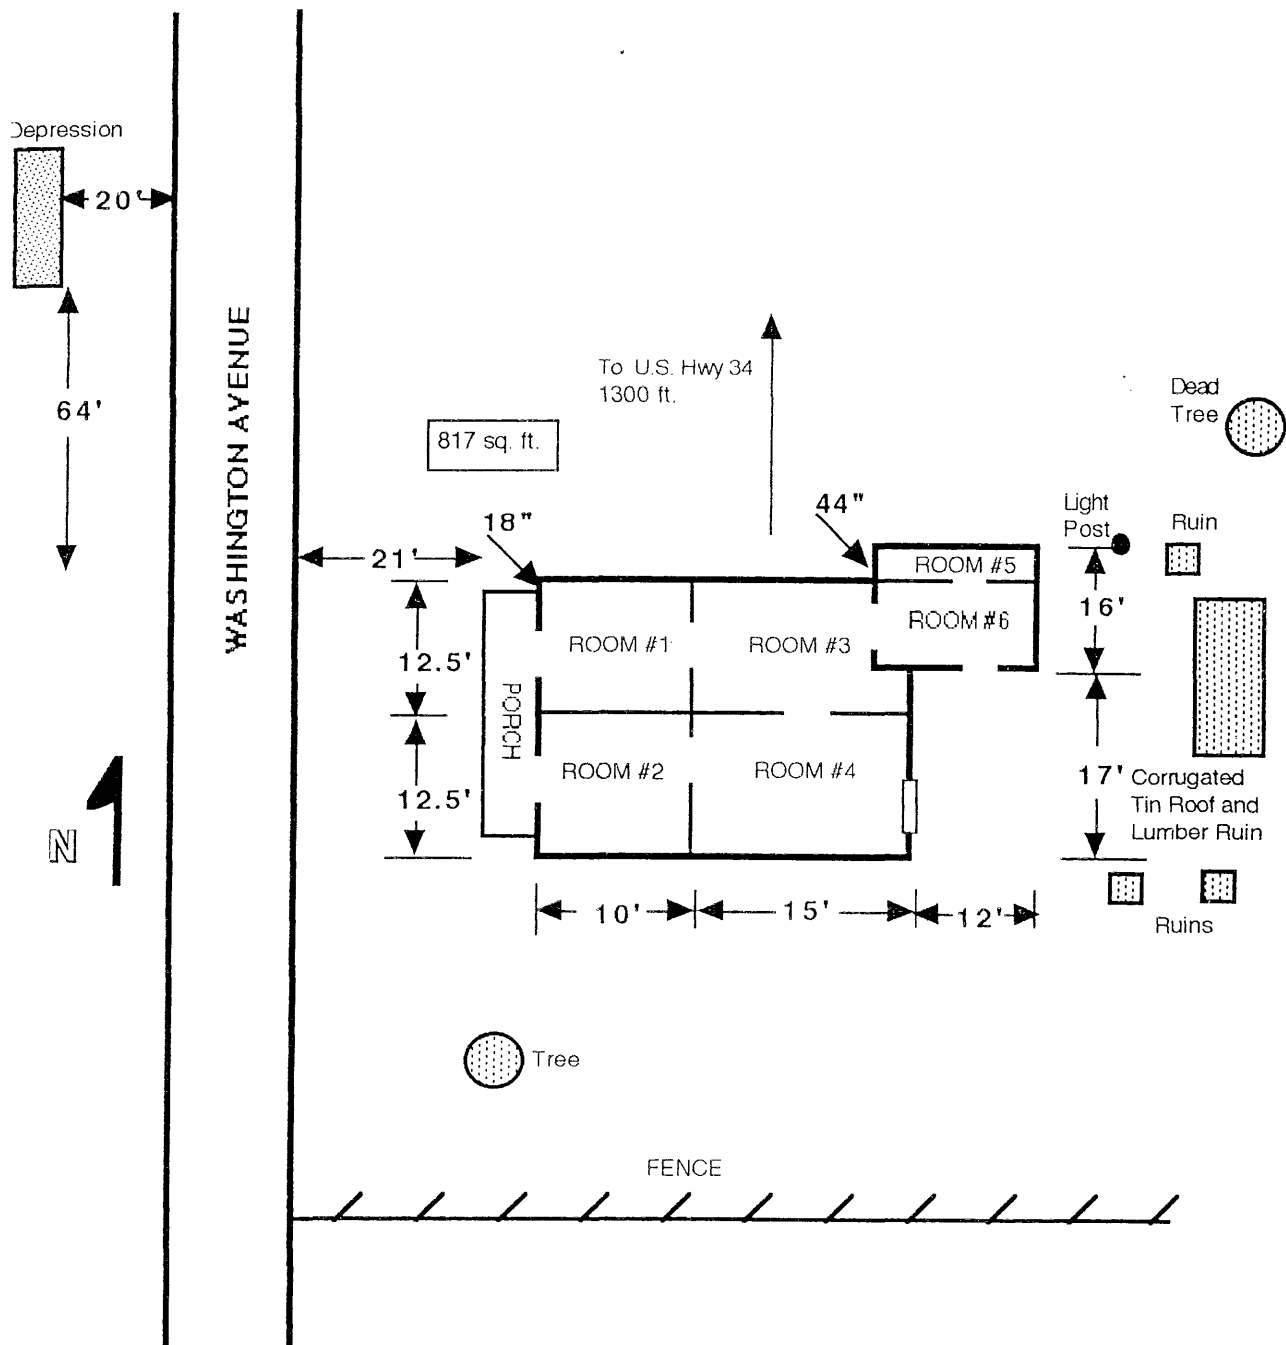 Depression
20'
64'
WASHINGTON AVENUE
To U.S. Hwy 34
1300 ft.
817 sq. ft.
Dead
Tree
18"
44"
Light
Post
Ruin
21'
ROOM #5
ROOM #1
ROOM #3
ROOM #6
16'
12.5'
PORCH
ROOM #2
ROOM #4
12.5'
17'
Corrugated
Tin Roof and
Lumber Ruin
N
10'
15'
12'
Ruins
Tree
FENCE